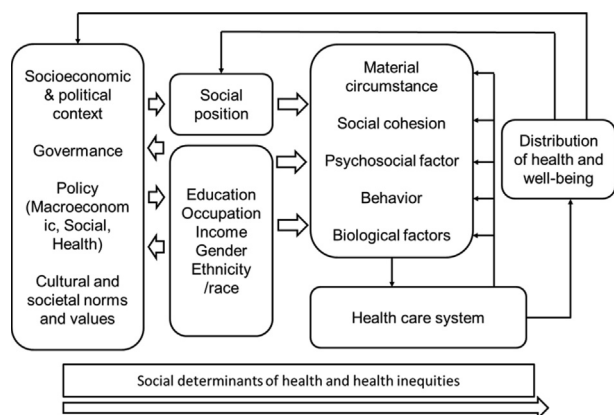 Socioeconomic
& political
context
Governance
Policy
(Macroeconom
ic, Social,
Health)
Cultural and
societal norms
and values
Social
position
Education
Occupation
Income
Gender
Ethnicity
/race
Material
circumstance
Social cohesion
Psychosocial factor
Behavior
Biological factors
Health care system
Distribution
of health and
well-being
Social determinants of health and health inequities